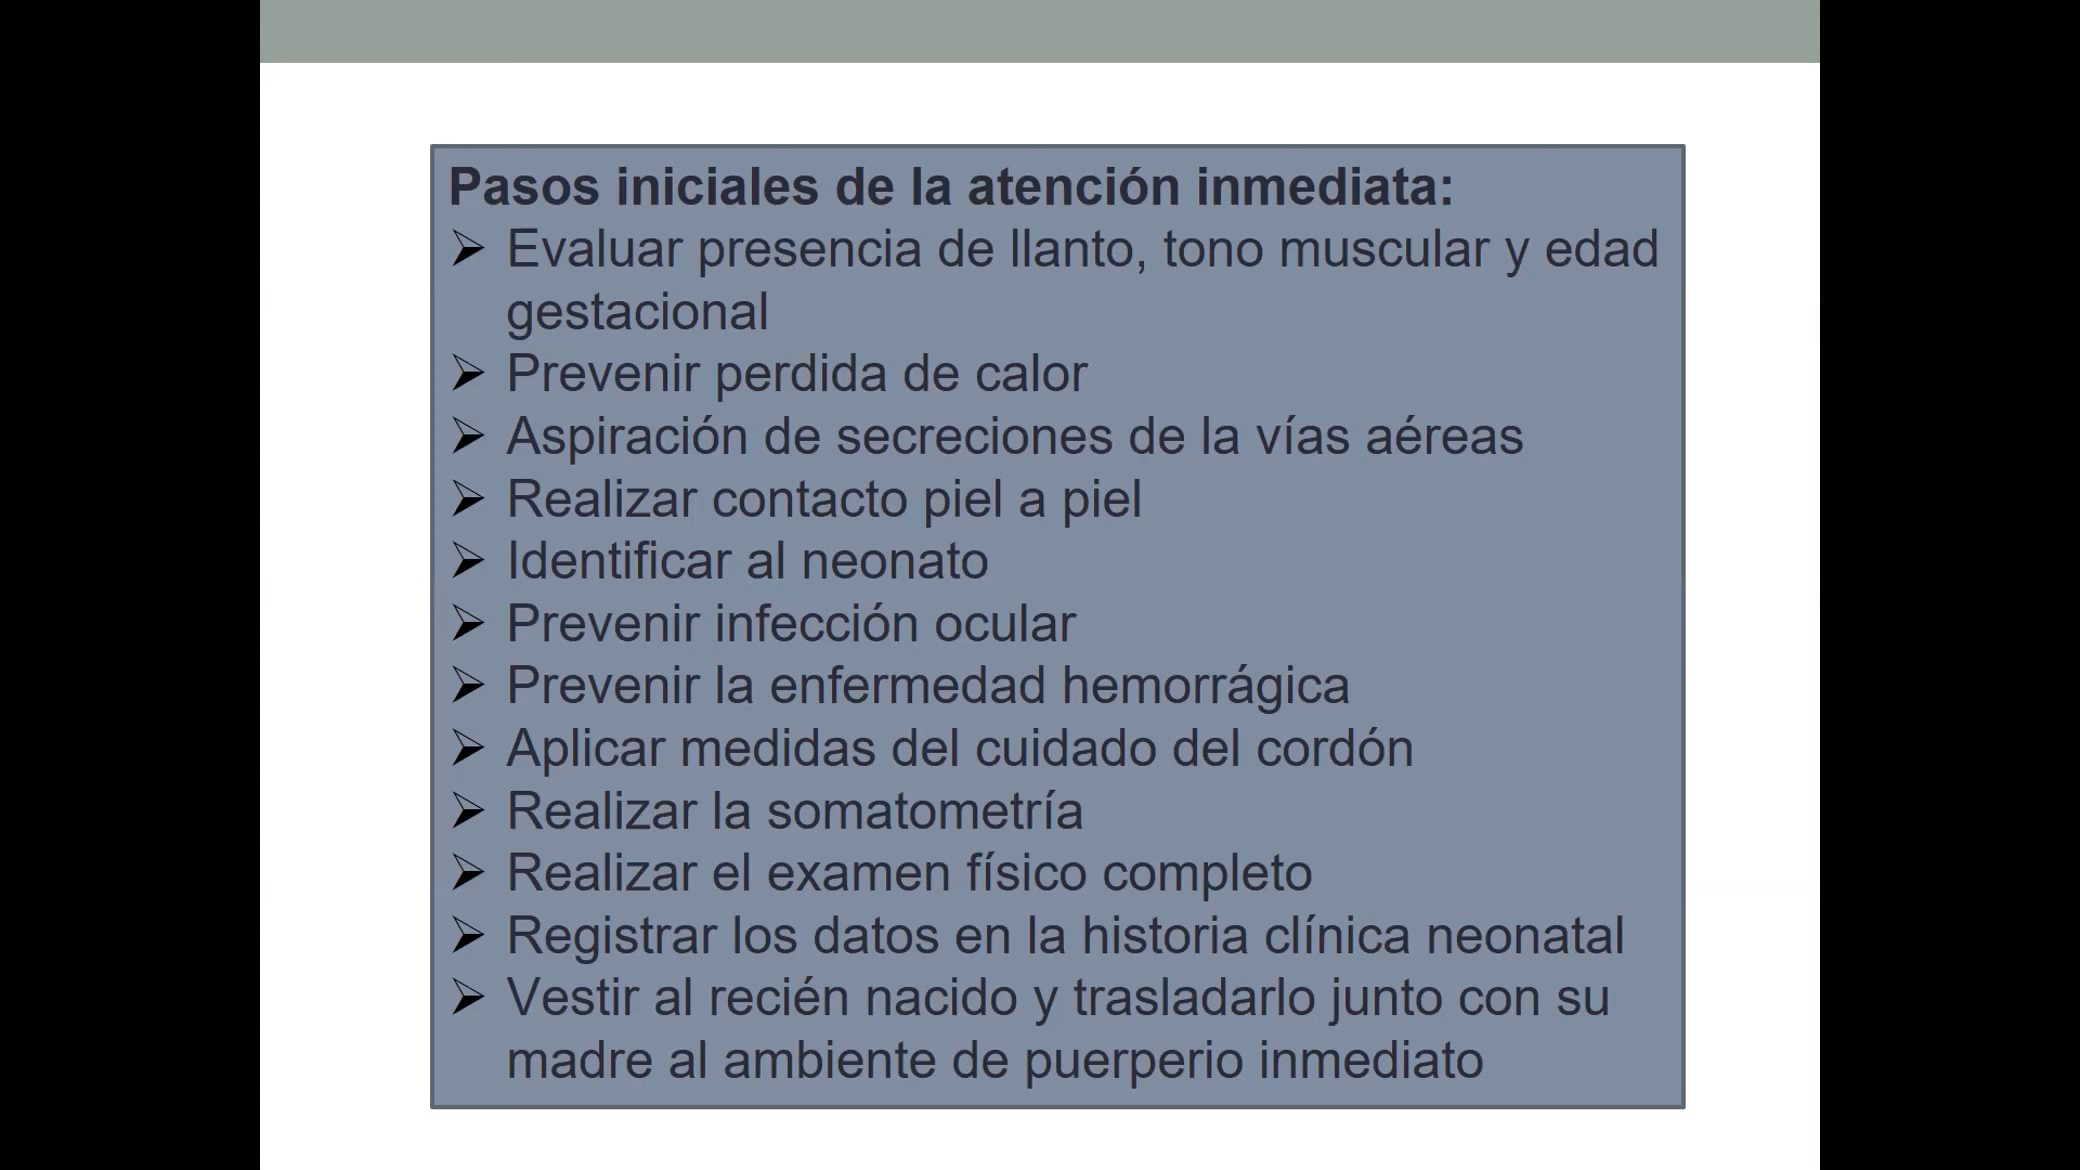 Pasos iniciales de la atención inmediata:
➢ Evaluar presencia de llanto, tono muscular y edad
gestacional
➢ Prevenir perdida de calor
➢ Aspiración de secreciones de la vías aéreas
➢ Realizar contacto piel a piel
➢ Identificar al neonato
➢ Prevenir infección ocular
➢ Prevenir la enfermedad hemorrágica
➢ Aplicar medidas del cuidado del cordón
➢ Realizar la somatometría
➢ Realizar el examen físico completo
➢ Registrar los datos en la historia clínica neonatal
➢ Vestir al recién nacido y trasladarlo junto con su
madre al ambiente de puerperio inmediato